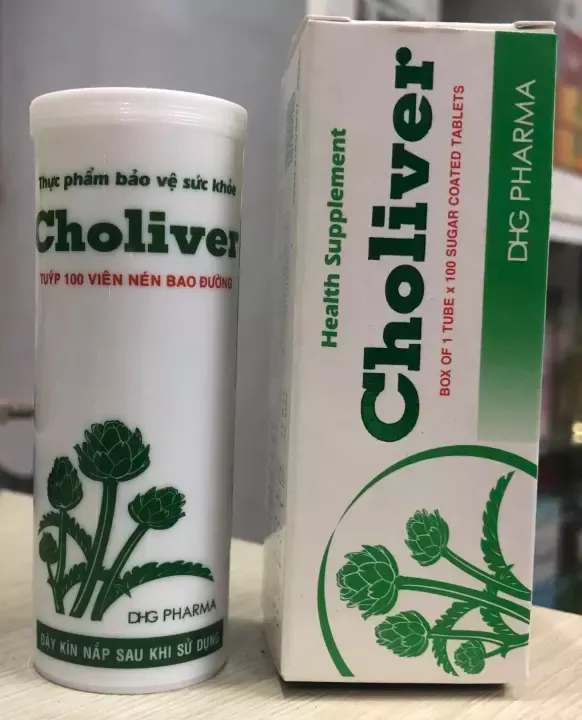 Thực phẩm bảo vệ sức khỏe
Choliver
TUÝP 100 VIÊN NÉN BAO ĐƯỜNG
DHG PHARMA
ĐẬY KÍN NẮP SAU KHI SỬ DỤNG
Health Supplement
Choliver
BOX OF 1 TUBE x 100 SUGAR COATED TABLETS
DHG PHARMA